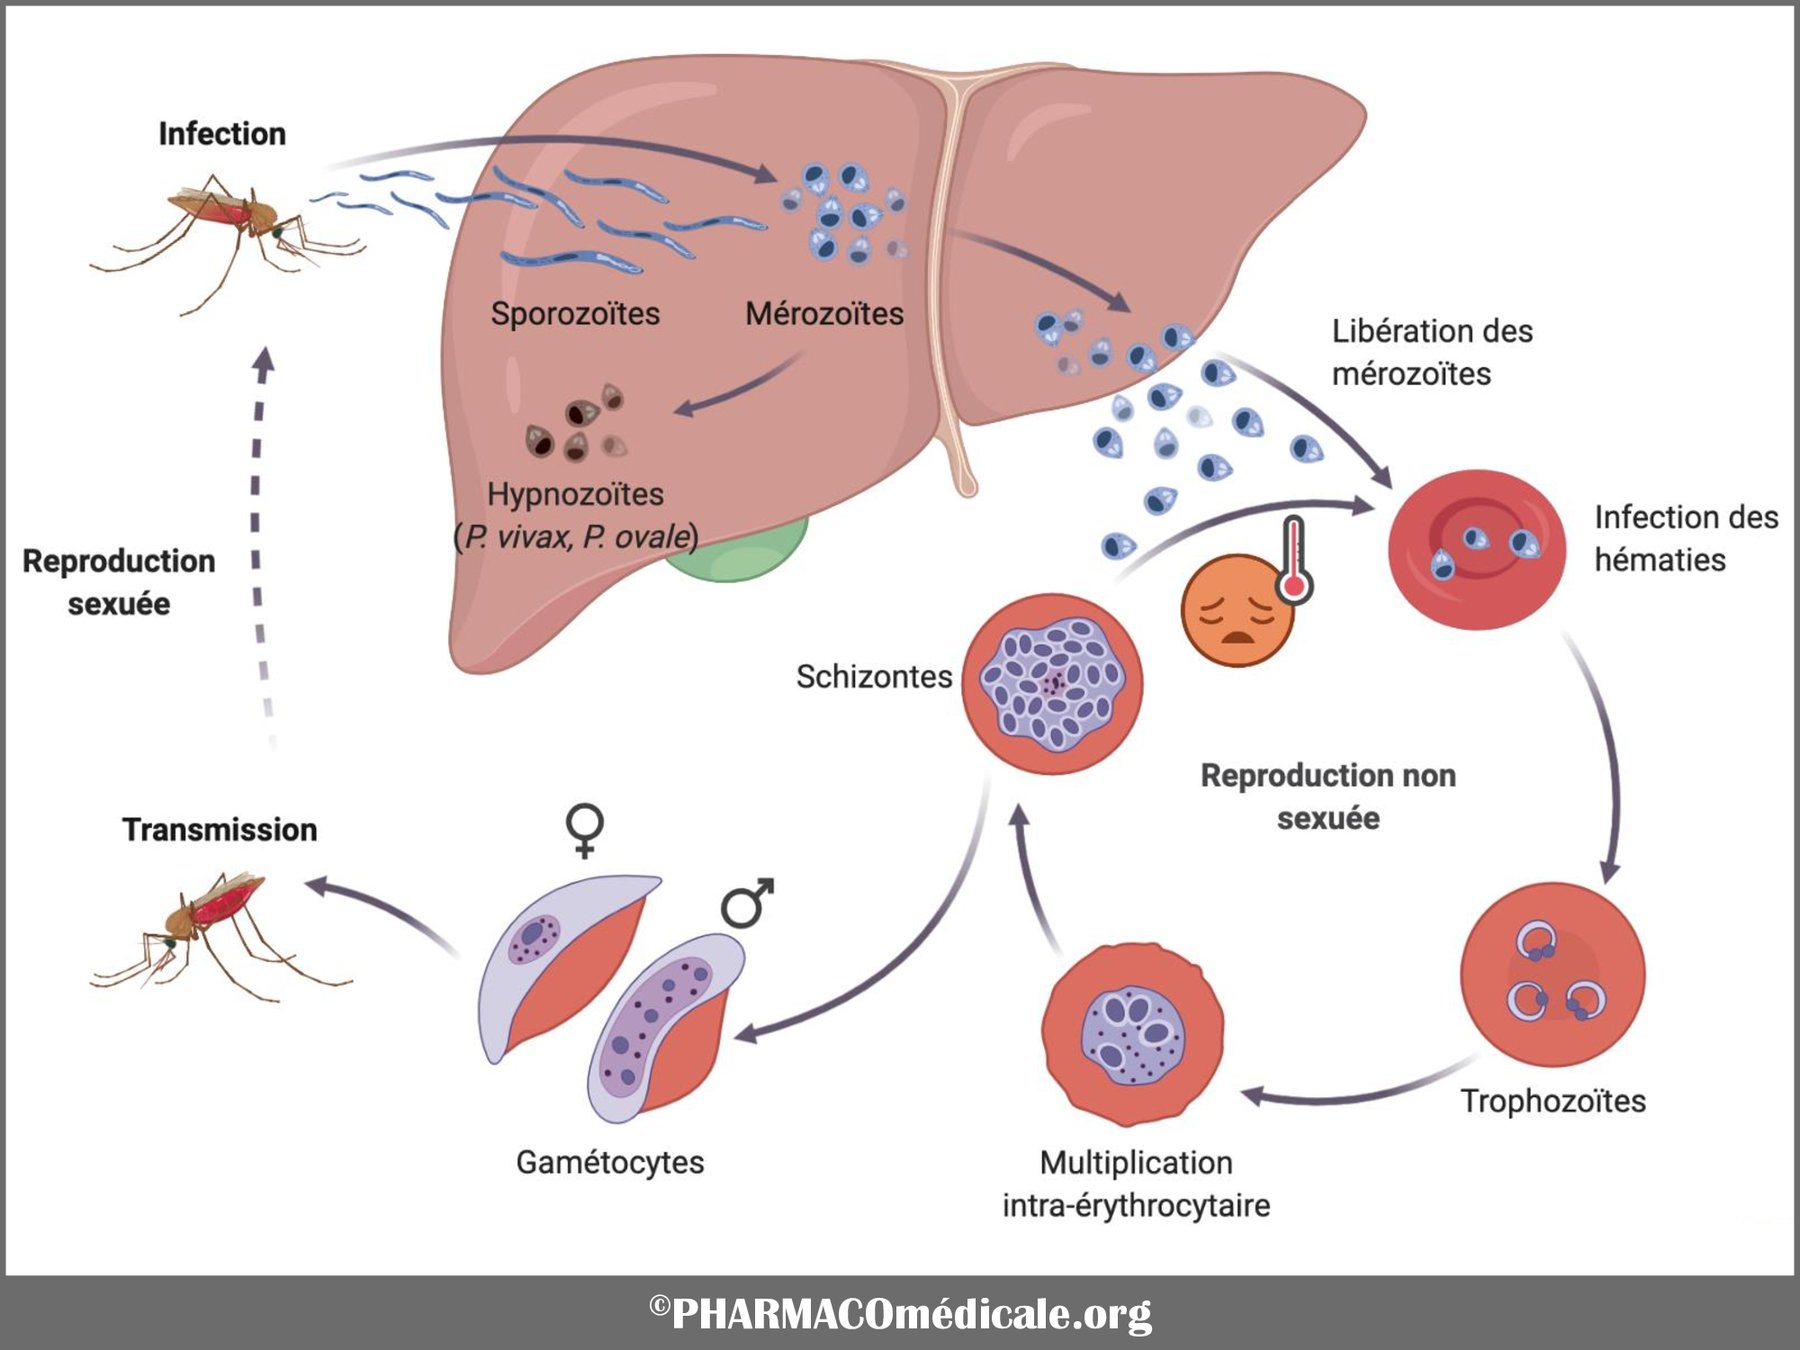 Infection
Sporozoïtes
Mérozoïtes
Libération des
mérozoïtes
Hypnozoïtes
(P. vivax, P. ovale)
Infection des
hématies
Reproduction
sexuée
Schizontes
Reproduction non
sexuée
Transmission
♀
♂
Trophozoïtes
Gamétocytes
Multiplication
intra-érythrocytaire
©PHARMACOmédicale.org